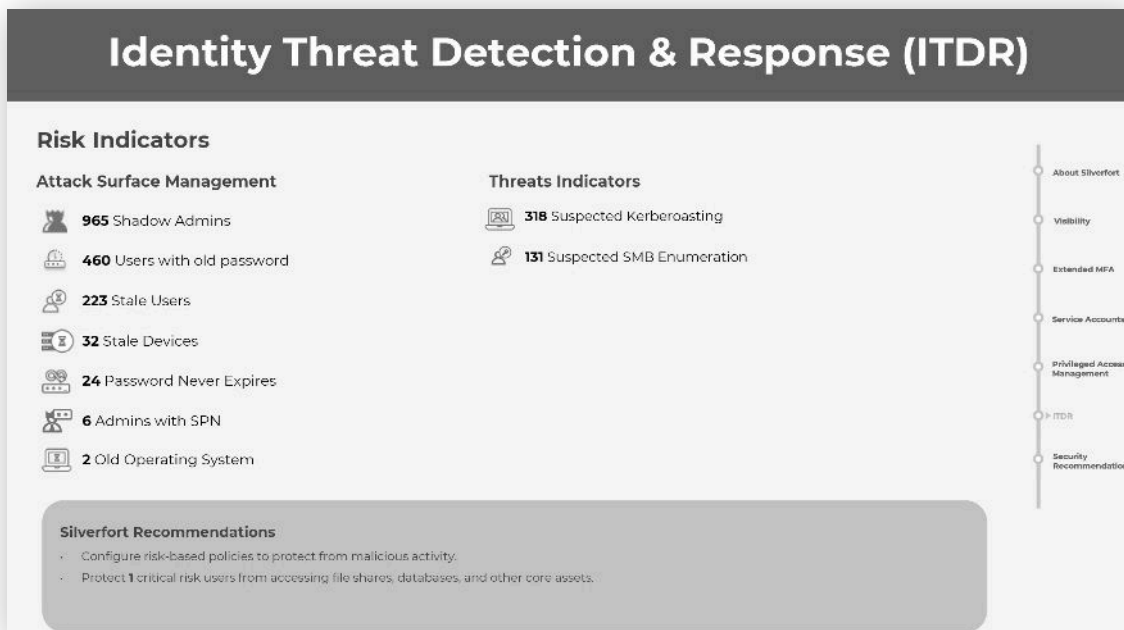 Identity Threat Detection & Response (ITDR)
Risk Indicators
Attack Surface Management
965 Shadow Admins
460 Users with old password
223 Stale Users
32 Stale Devices
24 Password Never Expires
6 Admins with SPN
2 Old Operating System
Threats Indicators
318 Suspected Kerberoasting
131 Suspected SMB Enumeration
Silverfort Recommendations
• Configure risk-based policies to protect from malicious activity.
• Protect 1 critical risk users from accessing file shares, databases, and other core assets.
About Silverfort
Visibility
Extended MFA
Service Accounts
Privileged Access
Management
ITDR
Security
Recommendation